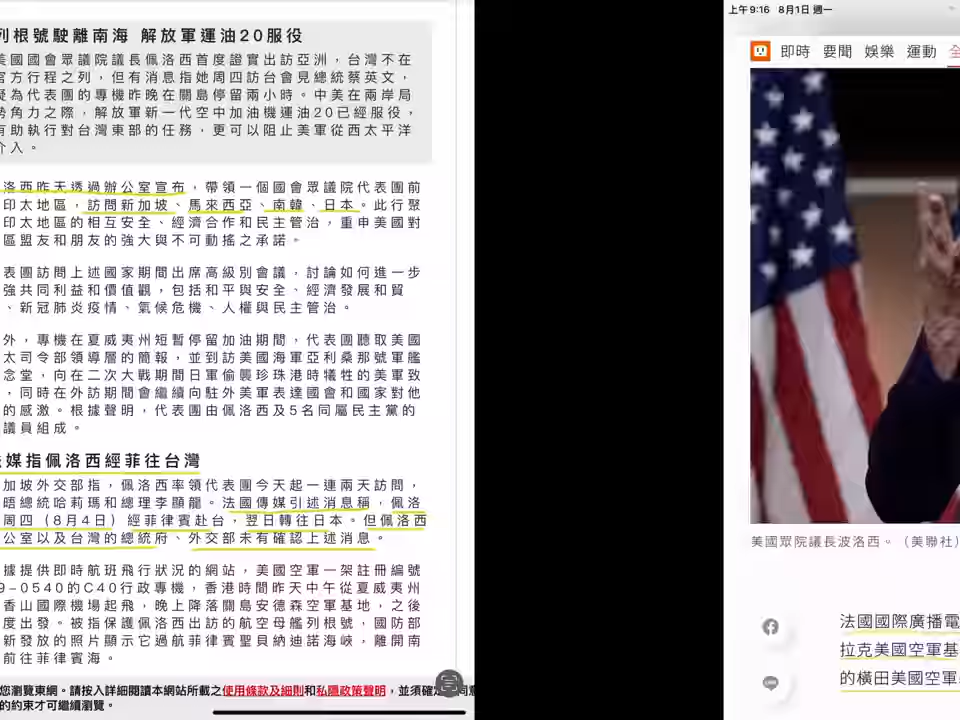 列根號駛離南海 解放軍運油20服役
美國國會眾議院議長佩洛西首度證實出訪亞洲，台灣不在
官方行程之列，但有消息指她周四訪台會見總統蔡英文，
疑為代表團的專機昨晚在關島停留兩小時。中美在兩岸局
勢角力之際，解放軍新一代空中加油機運油20已經服役，
有助執行對台灣東部的任務，更可以阻止美軍從西太平洋
介入。
洛西昨天透過辦公室宣布，帶領一個國會眾議院代表團前
印太地區，訪問新加坡、馬來西亞、南韓、日本。此行聚
印太地區的相互安全、經濟合作和民主管治，重申美國對
區盟友和朋友的強大與不可動搖之承諾。
表團訪問上述國家期間出席高級別會議，討論如何進一步
強共同利益和價值觀，包括和平與安全、經濟發展和貿
、新冠肺炎疫情、氣候危機、人權與民主管治。
外，專機在夏威夷州短暫停留加油期間，代表團聽取美國
太司令部領導層的簡報，並到訪美國海軍亞利桑那號軍艦
念堂，向在二次大戰期間日軍偷襲珍珠港時犧牲的美軍致
，同時在外訪期間會繼續向駐外美軍表達國會和國家對他
的感激。根據聲明，代表團由佩洛西及5名同屬民主黨的
議員組成。
法媒指佩洛西經菲往台灣
加坡外交部指，佩洛西率領代表團今天起一連兩天訪問，
晤總統哈莉瑪和總理李顯龍。法國傳媒引述消息稱，佩洛
周四（8月4日）經菲律賓赴台，翌日轉往日本。但佩洛西
公室以及台灣的總統府、外交部未有確認上述消息。
據提供即時航班飛行狀況的網站，美國空軍一架註冊編號
9-0540的C40行政專機，香港時間昨天中午從夏威夷州
香山國際機場起飛，晚上降落關島安德森空軍基地，之後
度出發。被指保護佩洛西出訪的航空母艦列根號，國防部
新發放的照片顯示它過航菲律賓聖貝納迪諾海峽，離開南
前往菲律賓海。
您瀏覽東網。請按入詳細閱讀本網站所載之使用條款及細則和私隱政策聲明，並須確定同意
的約束才可繼續瀏覽。
上午9:16 8月1日 週一
即時 要聞 娛樂 運動 全
美國眾院議長波洛西。（美聯社）
法國國際廣播電
拉克美國空軍基
的橫田美國空軍